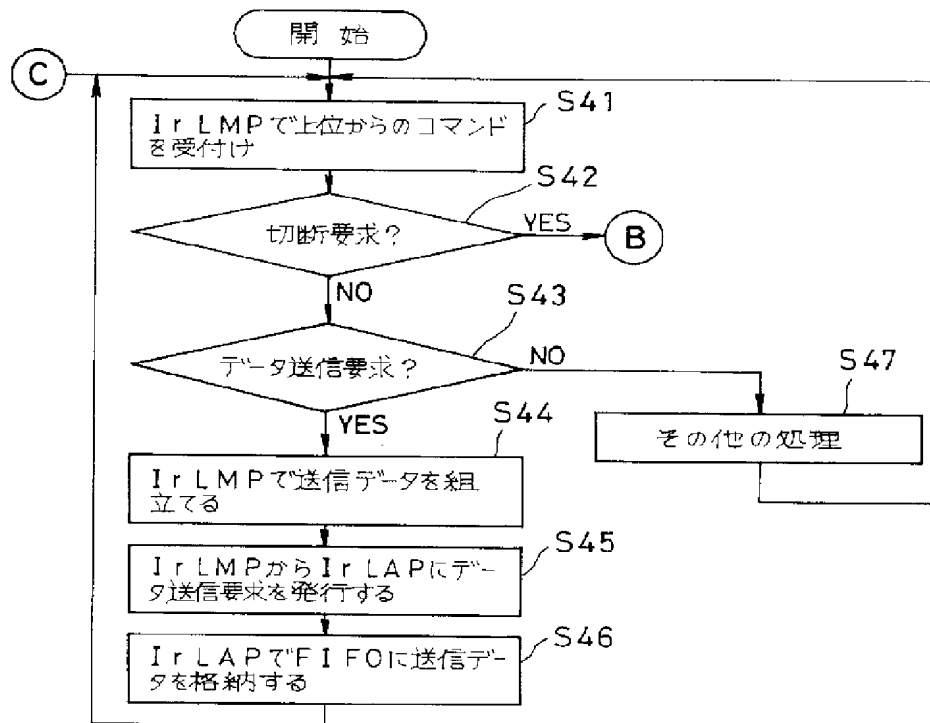 開始
C
S41
IrLMPで上位からのコマンド
を受付け
S42
切断要求?
YES
B
NO
S43
データ送信要求?
NO
S47
その他の処理
YES
S44
IrLMPで送信データを組
立てる
S45
IrLMPからIrLAPにデー
タ送信要求を発行する
S46
IrLAPでFIFOに送信デー
タを格納する